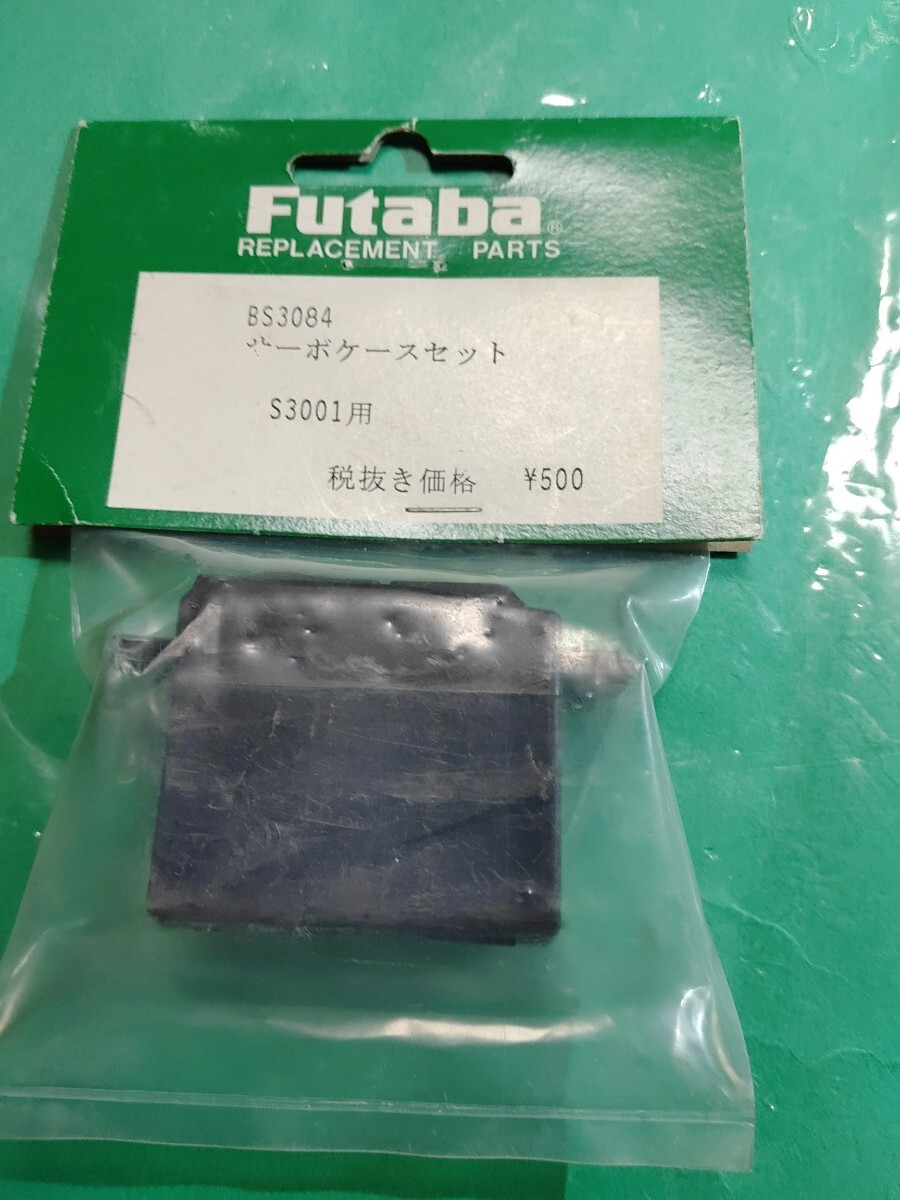 Futaba®
REPLACEMENT PARTS
BS3084
サーボケースセット
S3001用
税抜き価格 ¥500